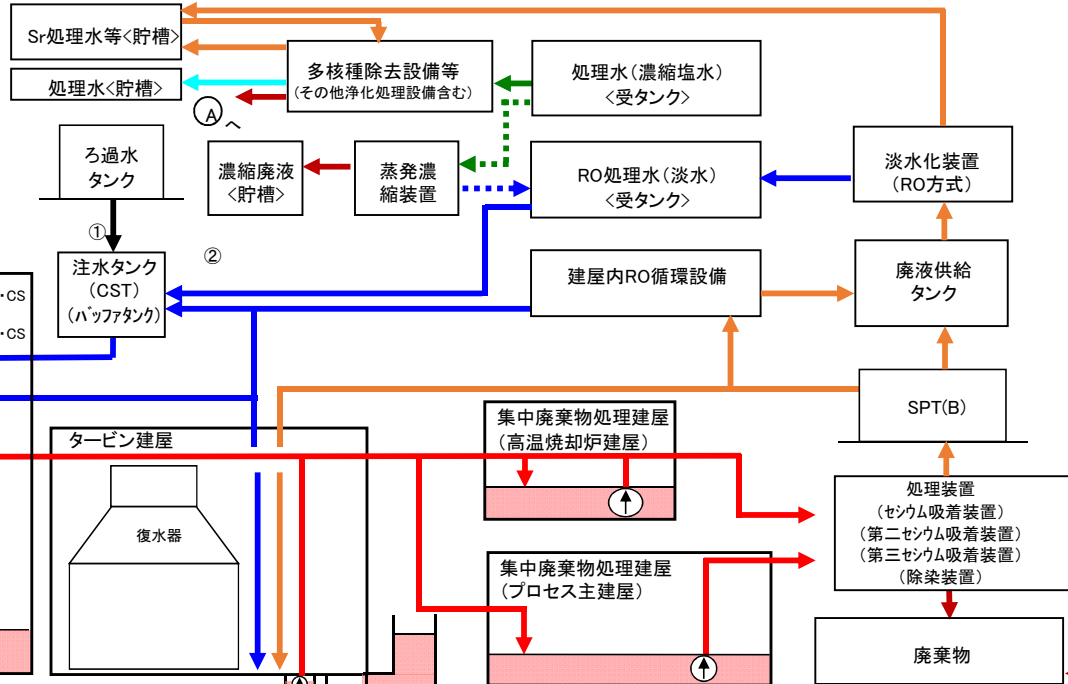 Sr処理水等<貯槽>
処理水<貯槽>
多核種除去設備等
(その他浄化処理設備含む)
Aへ
処理水(濃縮塩水)
<受タンク>
ろ過水
タンク
濃縮廃液
<貯槽>
蒸発濃
縮装置
RO処理水(淡水)
<受タンク>
淡水化装置
(RO方式)
①
②
注水タンク
(CST)
(バッファタンク)
建屋内RO循環設備
廃液供給
タンク
・CS
・CS
SPT(B)
タービン建屋
復水器
集中廃棄物処理建屋
(高温焼却炉建屋)
集中廃棄物処理建屋
(プロセス主建屋)
処理装置
(セシウム吸着装置)
(第二セシウム吸着装置)
(第三セシウム吸着装置)
(除染装置)
廃棄物